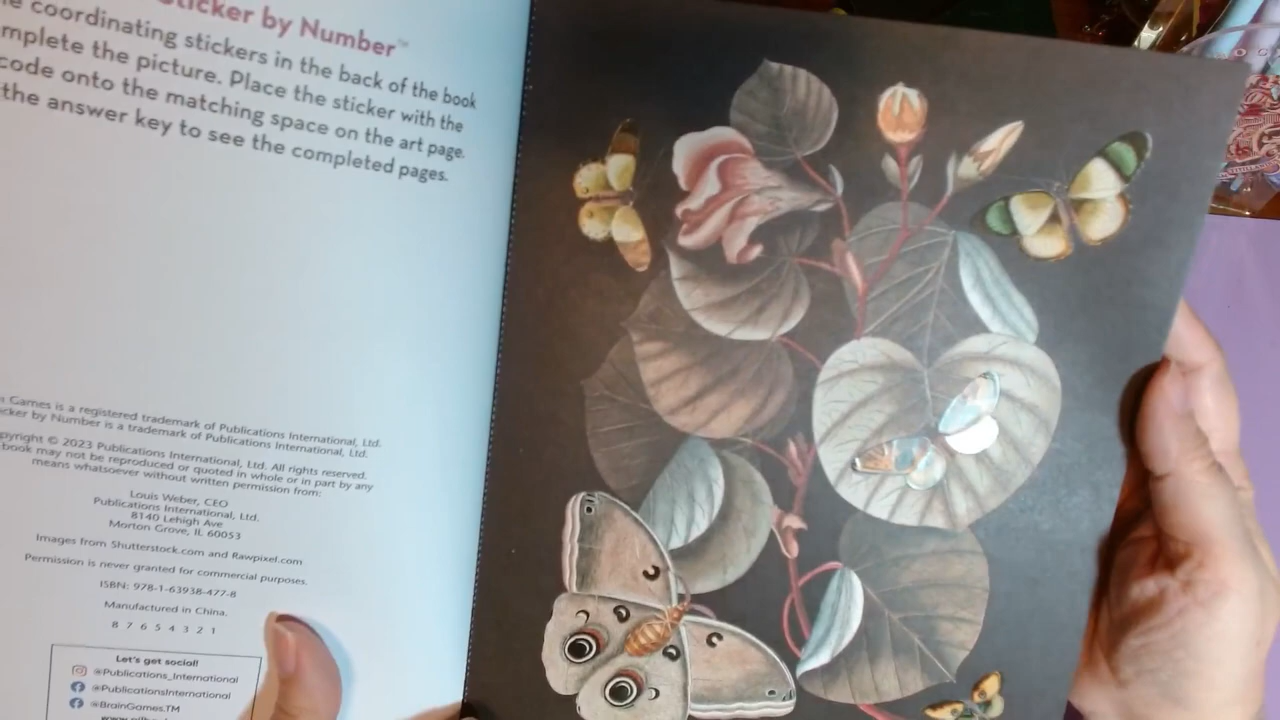 Sticker by Number™
coordinating stickers in the back of the book
mplete the picture. Place the sticker with the
code onto the matching space on the art page.
the answer key to see the completed pages.
Games is a registered trademark of Publications International, Ltd.
icker by Number is a trademark of Publications International, Ltd.
pyright © 2023 Publications International, Ltd. All rights reserved.
book may not be reproduced or quoted in whole or in part by any
means whatsoever without written permission from:
Louis Weber, CEO
Publications International, Ltd.
8140 Lehigh Ave
Morton Grove, IL 60053
Images from Shutterstock.com and Rawpixel.com
Permission is never granted for commercial purposes.
ISBN: 978-1-63938-477-8
Manufactured in China.
8 7 6 5 4 3 2 1
Let's get social!
@Publications_International
@PublicationsInternational
@BrainGames.TM